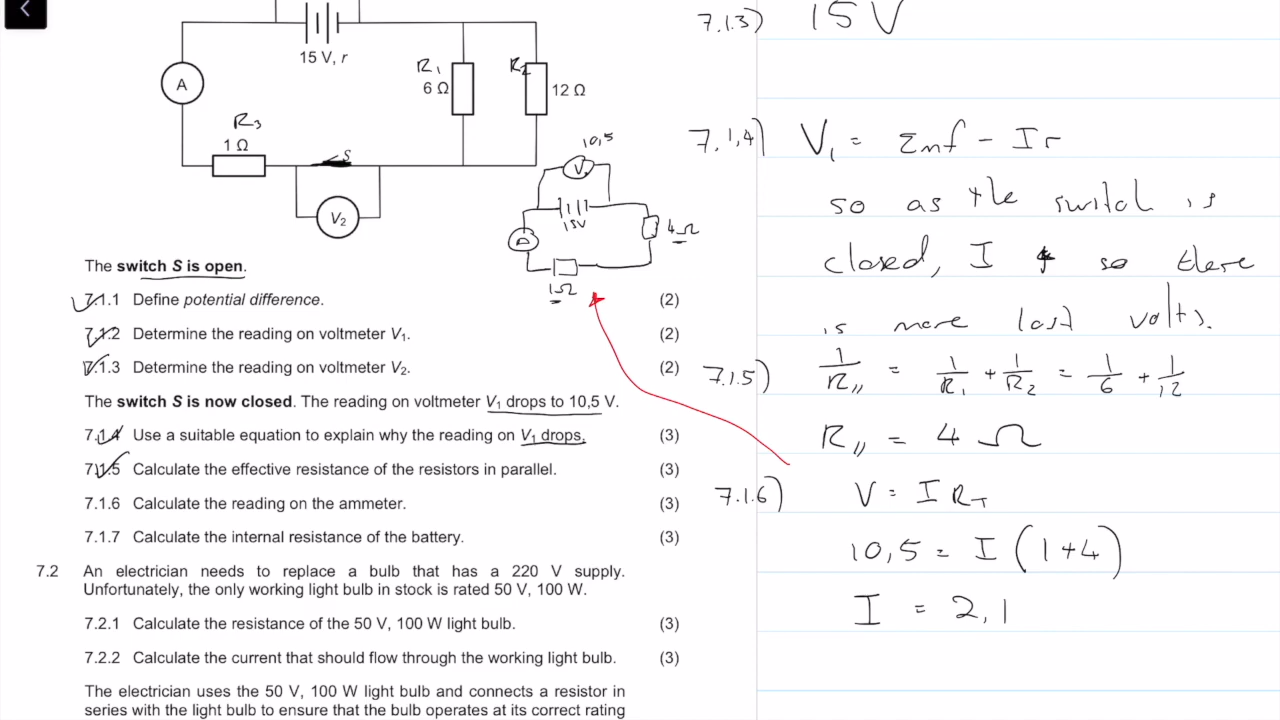 15 V, r
A
R1
6 Ω
R2
12 Ω
R3
1 Ω
S
V2
10,5
V1
15V
A
4Ω
1Ω
The switch S is open.
7.1.1 Define potential difference. (2)
7.1.2 Determine the reading on voltmeter V1. (2)
7.1.3 Determine the reading on voltmeter V2. (2)
The switch S is now closed. The reading on voltmeter V1 drops to 10,5 V.
7.1.4 Use a suitable equation to explain why the reading on V1 drops. (3)
7.1.5 Calculate the effective resistance of the resistors in parallel. (3)
7.1.6 Calculate the reading on the ammeter. (3)
7.1.7 Calculate the internal resistance of the battery. (3)
7.2 An electrician needs to replace a bulb that has a 220 V supply.
Unfortunately, the only working light bulb in stock is rated 50 V, 100 W.
7.2.1 Calculate the resistance of the 50 V, 100 W light bulb. (3)
7.2.2 Calculate the current that should flow through the working light bulb. (3)
The electrician uses the 50 V, 100 W light bulb and connects a resistor in
series with the light bulb to ensure that the bulb operates at its correct rating
7.1.3) 15 V
7.1.4) V1 = Emf - Ir
so as the switch is
closed, I ↑ so there
is more lost volts.
7.1.5) 1/R// = 1/R1 + 1/R2 = 1/6 + 1/12
R// = 4 Ω
7.1.6) V = I RT
10,5 = I (1+4)
I = 2,1